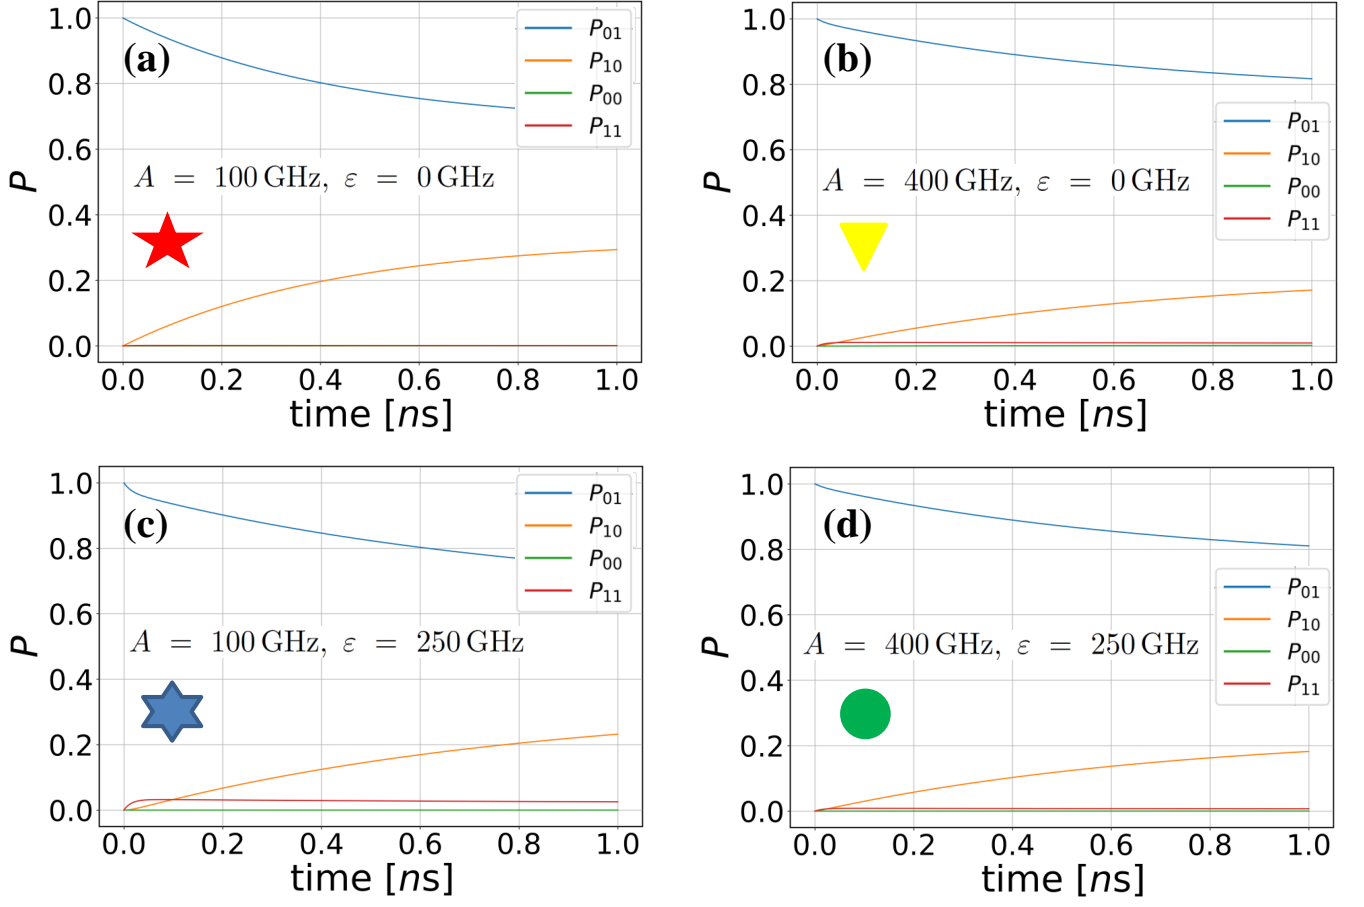 (a)
P
1.0
0.8
0.6
0.4
0.2
0.0
P01
P10
P00
P11
A = 100 GHz, ε = 0 GHz
0.0 0.2 0.4 0.6 0.8 1.0
time [ns]
(b)
P
1.0
0.8
0.6
0.4
0.2
0.0
P01
P10
P00
P11
A = 400 GHz, ε = 0 GHz
0.0 0.2 0.4 0.6 0.8 1.0
time [ns]
(c)
P
1.0
0.8
0.6
0.4
0.2
0.0
P01
P10
P00
P11
A = 100 GHz, ε = 250 GHz
0.0 0.2 0.4 0.6 0.8 1.0
time [ns]
(d)
P
1.0
0.8
0.6
0.4
0.2
0.0
P01
P10
P00
P11
A = 400 GHz, ε = 250 GHz
0.0 0.2 0.4 0.6 0.8 1.0
time [ns]